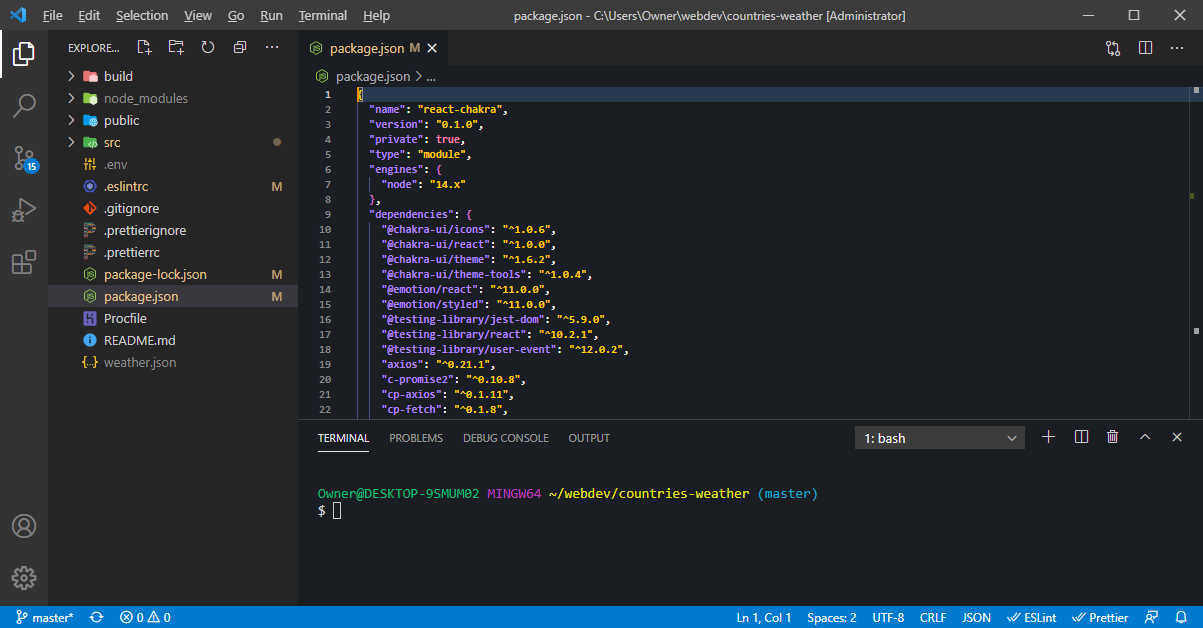 File Edit Selection View Go Run Terminal Help
package.json - C:\Users\Owner\webdev\countries-weather [Administrator]
EXPLORE...
build
node_modules
public
src
.env
.eslintrc M
.gitignore
.prettierignore
.prettierrc
package-lock.json M
package.json M
Procfile
README.md
weather.json
15
package.json M
package.json > ...
1 {
2 "name": "react-chakra",
3 "version": "0.1.0",
4 "private": true,
5 "type": "module",
6 "engines": {
7 "node": "14.x"
8 },
9 "dependencies": {
10 "@chakra-ui/icons": "^1.0.6",
11 "@chakra-ui/react": "^1.0.0",
12 "@chakra-ui/theme": "^1.6.2",
13 "@chakra-ui/theme-tools": "^1.0.4",
14 "@emotion/react": "^11.0.0",
15 "@emotion/styled": "^11.0.0",
16 "@testing-library/jest-dom": "^5.9.0",
17 "@testing-library/react": "^10.2.1",
18 "@testing-library/user-event": "^12.0.2",
19 "axios": "^0.21.1",
20 "c-promise2": "^0.10.8",
21 "cp-axios": "^0.1.11",
22 "cp-fetch": "^0.1.8",
TERMINAL PROBLEMS DEBUG CONSOLE OUTPUT
1: bash
Owner@DESKTOP-9SMUM02 MINGW64 ~/webdev/countries-weather (master)
$
master* 0 0
Ln 1, Col 1 Spaces: 2 UTF-8 CRLF JSON ESLint Prettier